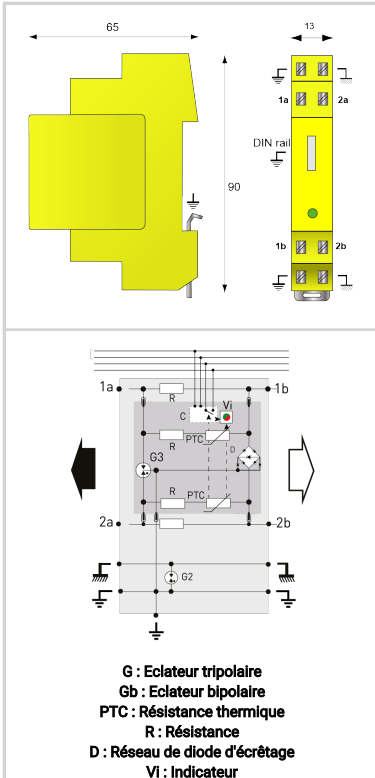 65
13
1a
2a
DIN rail
90
1b
2b
1a
1b
R
Vi
C
R
PTC
D
G3
R
PTC
2a
2b
G2
G : Eclateur tripolaire
Gb : Eclateur bipolaire
PTC : Résistance thermique
R : Résistance
D : Réseau de diode d'écrêtage
Vi : Indicateur